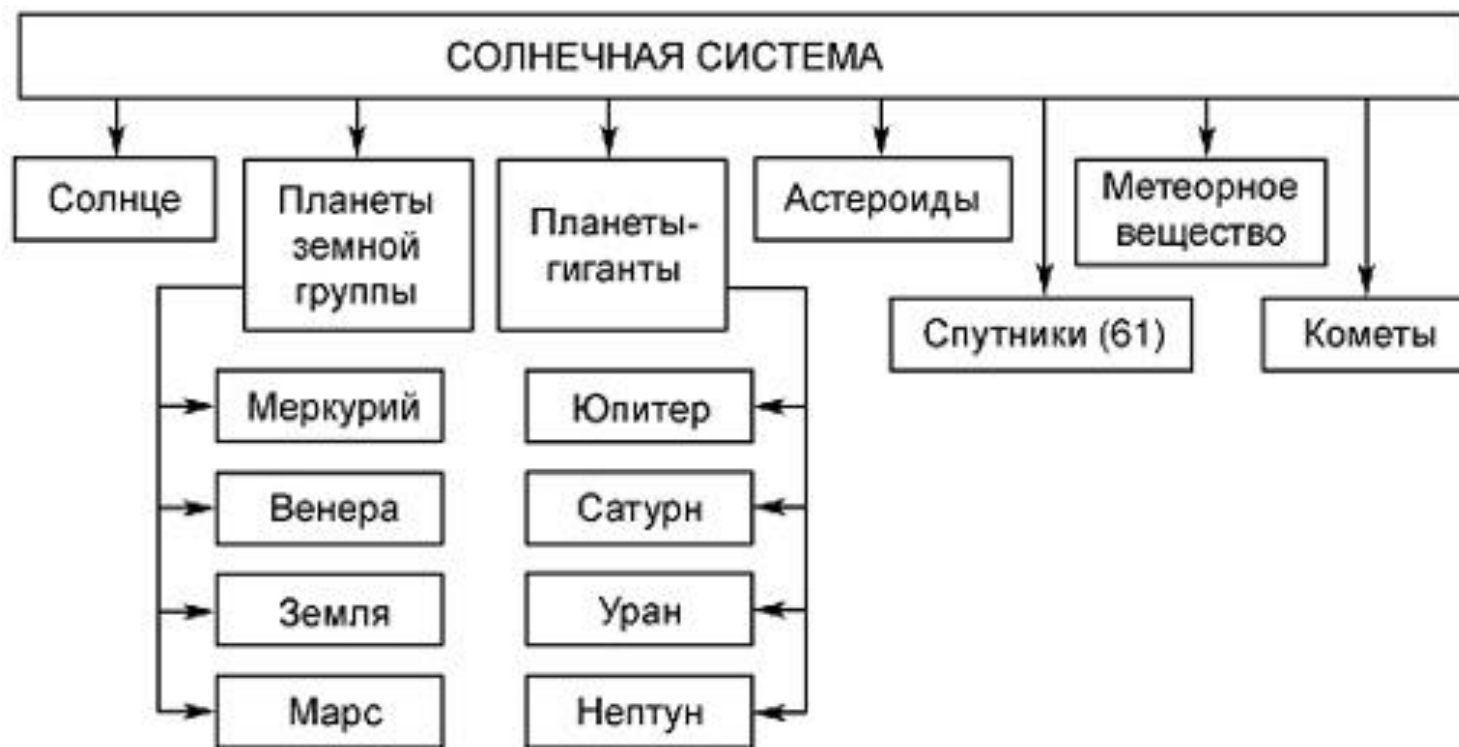 СОЛНЕЧНАЯ СИСТЕМА
Солнце
Планеты
земной
группы
Планеты-
гиганты
Астероиды
Метеорное
вещество
Спутники (61)
Кометы
Меркурий
Венера
Земля
Марс
Юпитер
Сатурн
Уран
Нептун